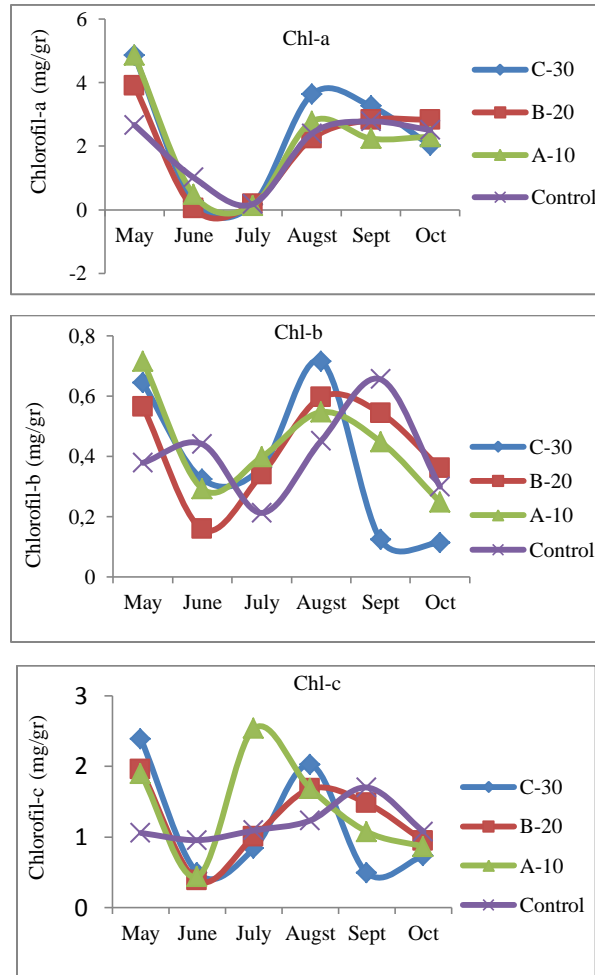 Chl-a
Chlorofil-a (mg/gr)
6
4
2
0
-2
May June July Augst Sept Oct
C-30
B-20
A-10
Control
Chl-b
Chlorofil-b (mg/gr)
0,8
0,6
0,4
0,2
0
May June July Augst Sept Oct
C-30
B-20
A-10
Control
Chl-c
Chlorofil-c (mg/gr)
3
2
1
0
May June July Augst Sept Oct
C-30
B-20
A-10
Control